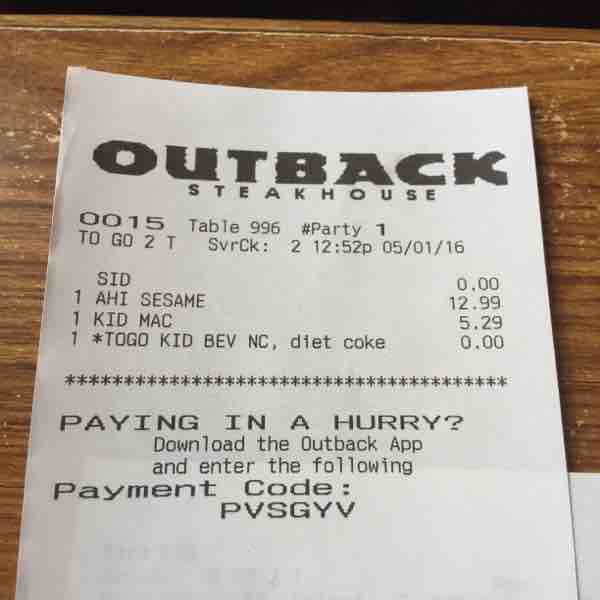 OUTBACK
STEAKHOUSE
0015 Table 996 #Party 1
TO GO 2 T SvrCk: 2 12:52p 05/01/16
SID 0.00
1 AHI SESAME 12.99
1 KID MAC 5.29
1 *TOGO KID BEV NC, diet coke 0.00
*****************************************
PAYING IN A HURRY?
Download the Outback App
and enter the following
Payment Code:
PVSGYV